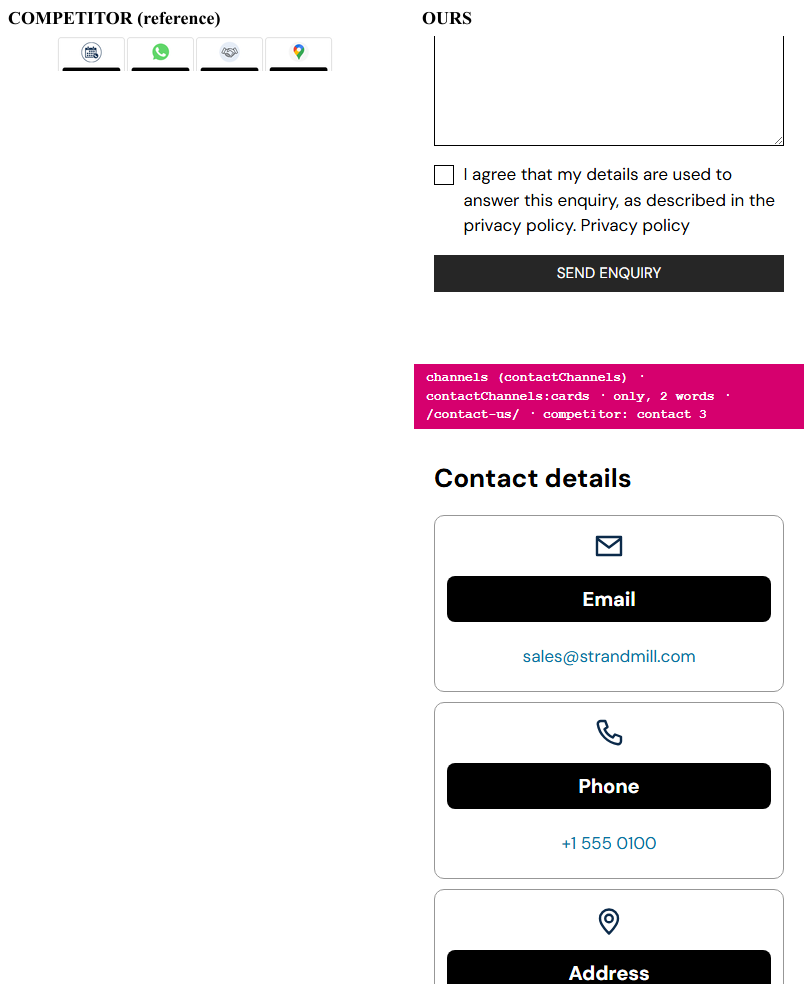 COMPETITOR (reference)
OURS
I agree that my details are used to
answer this enquiry, as described in the
privacy policy. Privacy policy
SEND ENQUIRY
channels (contactChannels) ·
contactChannels:cards · only, 2 words ·
/contact-us/ · competitor: contact 3
Contact details
Email
sales@strandmill.com
Phone
+1 555 0100
Address